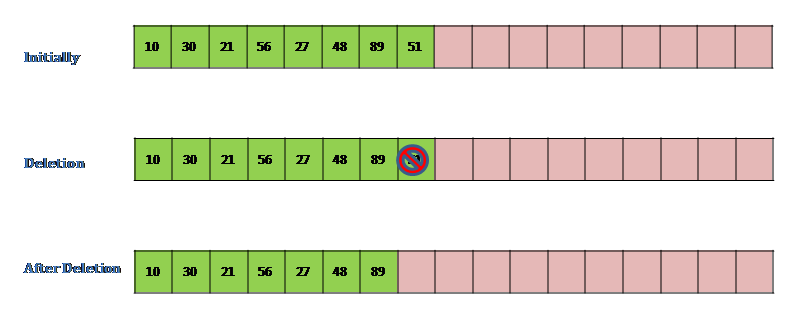 Initially 10 30 21 56 27 48 89 51
Deletion 10 30 21 56 27 48 89
After Deletion 10 30 21 56 27 48 89